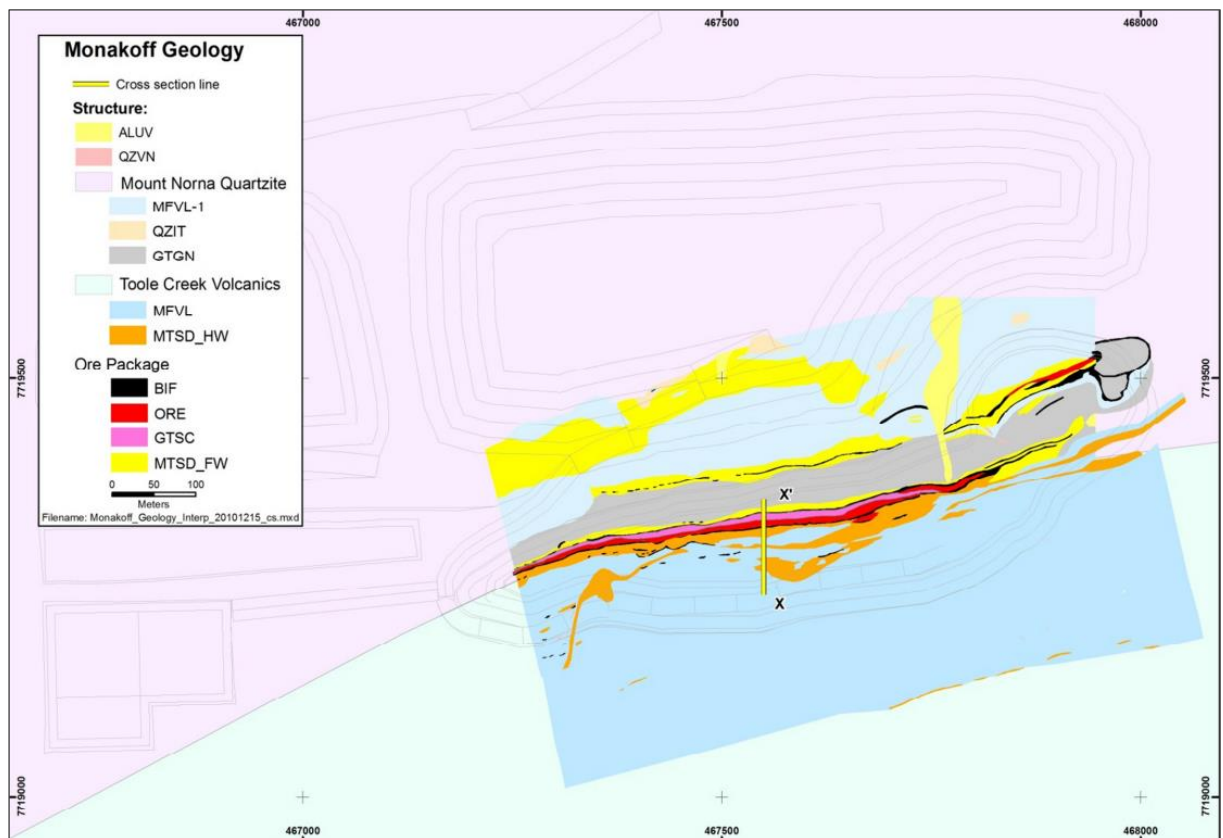 467000
467500
468000
Monakoff Geology
Cross section line
Structure:
ALUV
QZVN
Mount Norna Quartzite
MFVL-1
QZIT
GTGN
Toole Creek Volcanics
MFVL
MTSD_HW
Ore Package
BIF
ORE
GTSC
MTSD_FW
0 50 100
Meters
Filename: Monakoff_Geology_Interp_20101215_cs.mxd
7719500
7719500
X'
X
7719000
7719000
467000
467500
468000